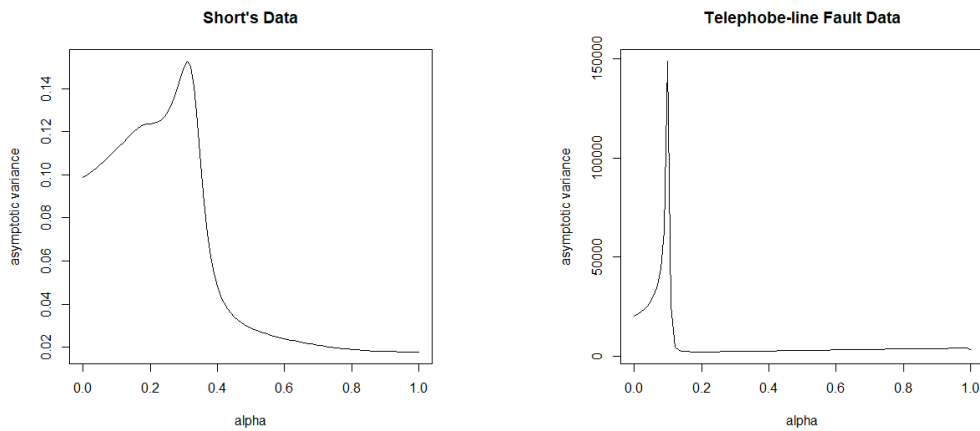 Short's Data
asymptotic variance
0.02 0.04 0.06 0.08 0.10 0.12 0.14
0.0 0.2 0.4 0.6 0.8 1.0
alpha
Telephobe-line Fault Data
asymptotic variance
0 50000 100000 150000
0.0 0.2 0.4 0.6 0.8 1.0
alpha